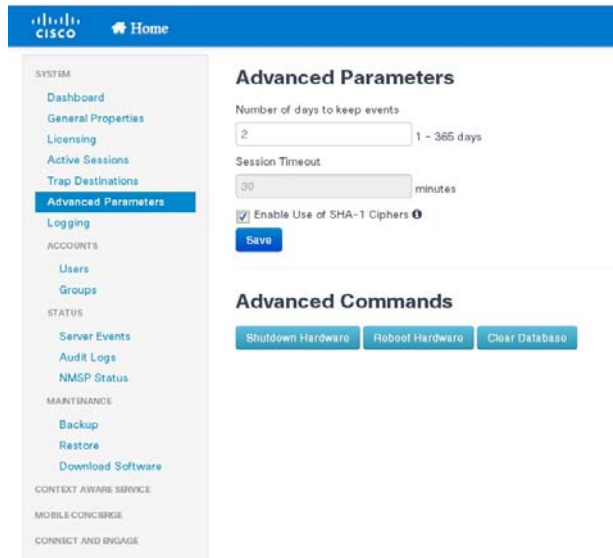 CISCO
Home
SYSTEM
Dashboard
General Properties
Licensing
Active Sessions
Trap Destinations
Advanced Parameters
Logging
ACCOUNTS
Users
Groups
STATUS
Server Events
Audit Logs
NMSP Status
MAINTENANCE
Backup
Restore
Download Software
CONTEXT AWARE SERVICE
MOBILE CONCIERGE
CONNECT AND ENGAGE
Advanced Parameters
Number of days to keep events
2
1 - 365 days
Session Timeout
30
minutes
Enable Use of SHA-1 Ciphers
Save
Advanced Commands
Shutdown Hardware
Reboot Hardware
Clear Database